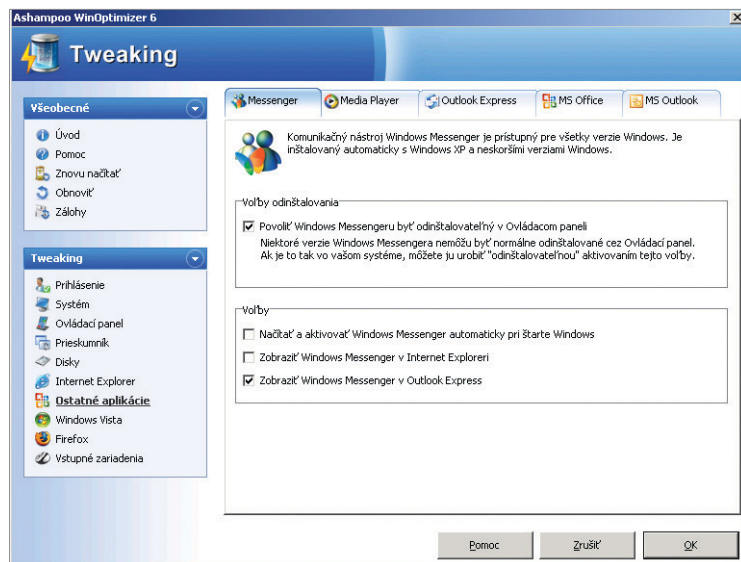 Ashampoo WinOptimizer 6
Tweaking
Všeobecné
Úvod
Pomoc
Znovu načítať
Obnoviť
Zálohy
Tweaking
Prihlásenie
Systém
Ovládací panel
Prieskumník
Disky
Internet Explorer
Ostatné aplikácie
Windows Vista
Firefox
Vstupné zariadenia
Messenger
Media Player
Outlook Express
MS Office
MS Outlook
Komunikačný nástroj Windows Messenger je prístupný pre všetky verzie Windows. Je
inštalovaný automaticky s Windows XP a neskoršími verziami Windows.
Voľby odinštalovania
Povoliť Windows Messengeru byť odinštalovateľný v Ovládacom paneli
Niektoré verzie Windows Messengera nemôžu byť normálne odinštalované cez Ovládací panel.
Ak je to tak vo vašom systéme, môžete ju urobiť "odinštalovateľnou" aktivovaním tejto voľby.
Voľby
Načítať a aktivovať Windows Messenger automaticky pri štarte Windows
Zobraziť Windows Messenger v Internet Exploreri
Zobraziť Windows Messenger v Outlook Express
Pomoc
Zrušiť
OK